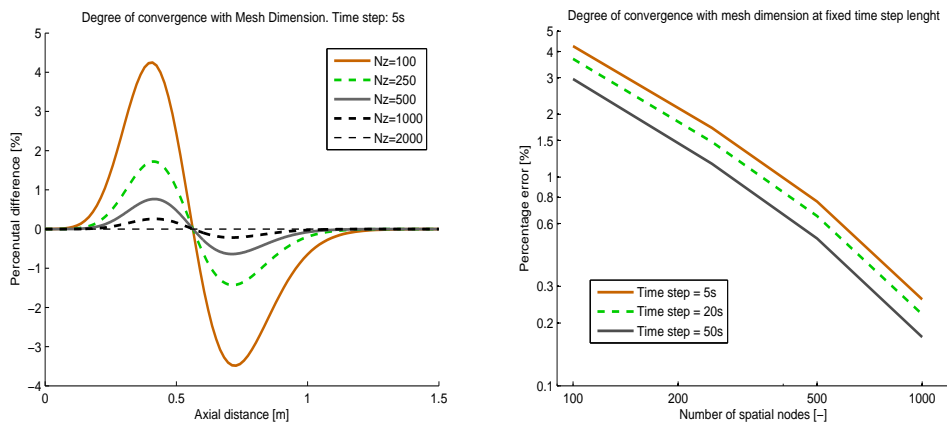 Degree of convergence with Mesh Dimension. Time step: 5s
Percenutal difference [%]
5
4
3
2
1
0
−1
−2
−3
−4
0
0.5
1
1.5
Axial distance [m]
Nz=100
Nz=250
Nz=500
Nz=1000
Nz=2000
Degree of convergence with mesh dimension at fixed time step lenght
Percentage error [%]
5
4
3
2
1.5
1
0.8
0.6
0.3
0.2
0.1
100
200
500
1000
Number of spatial nodes [−]
Time step = 5s
Time step = 20s
Time step = 50s